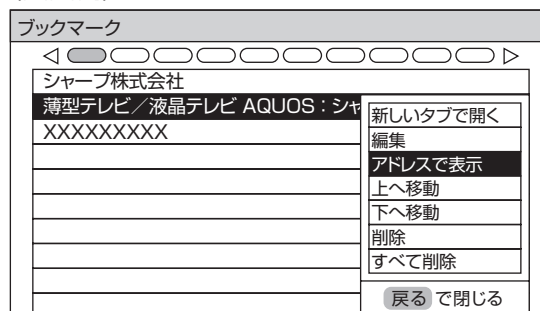 ブックマーク
シャープ株式会社
薄型テレビ／液晶テレビ AQUOS：シャ
XXXXXXXXX
新しいタブで開く
編集
アドレスで表示
上へ移動
下へ移動
削除
すべて削除
戻る で閉じる